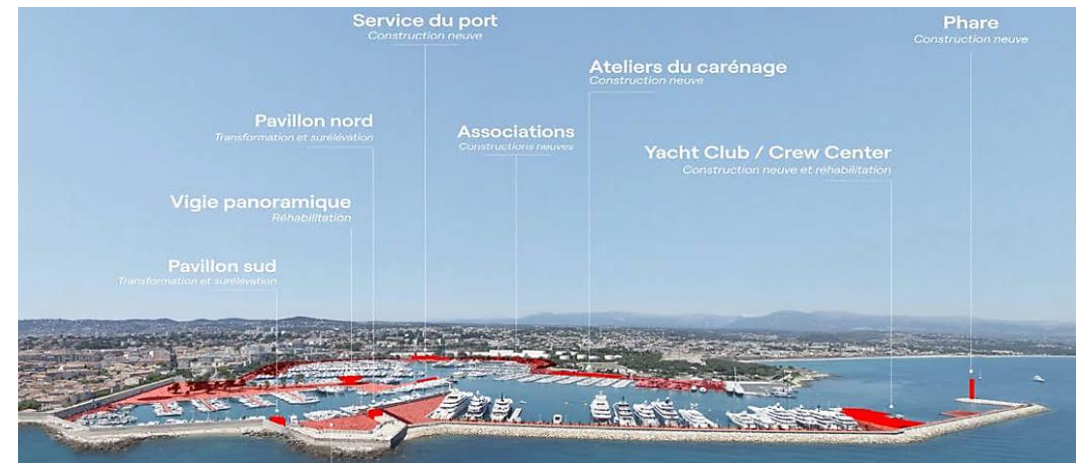 Service du port
Construction neuve
Phare
Construction neuve
Ateliers du carénage
Construction neuve
Pavillon nord
Transformation et surélévation
Associations
Constructions neuves
Yacht Club / Crew Center
Construction neuve et réhabilitation
Vigie panoramique
Réhabilitation
Pavillon sud
Transformation et surélévation